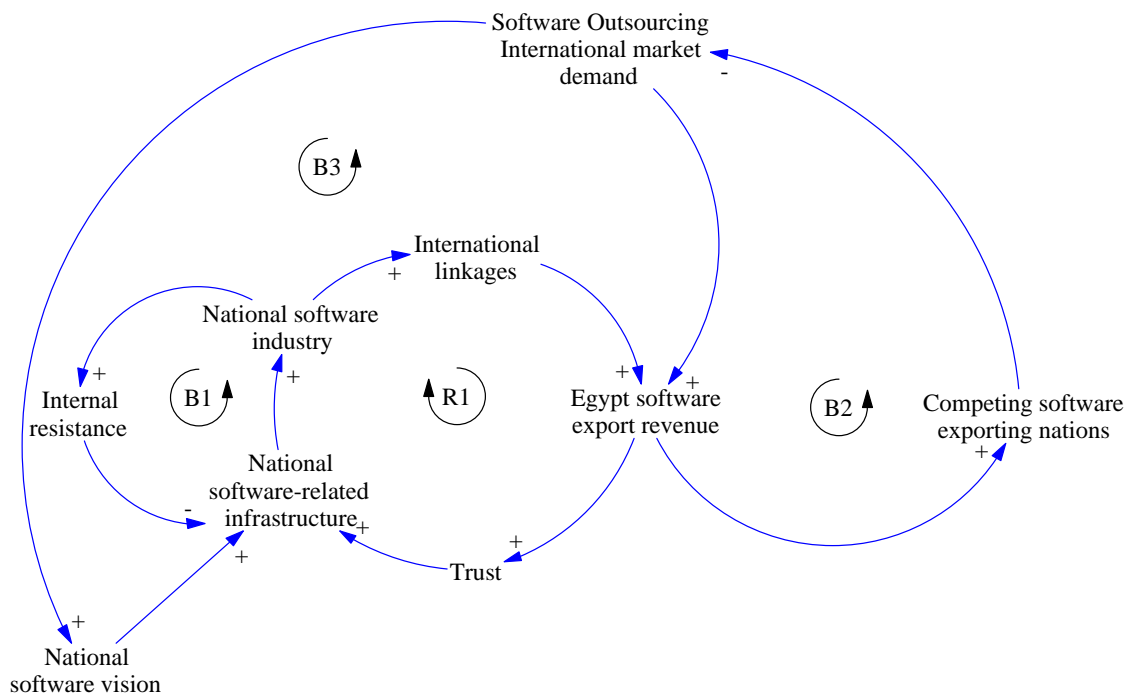 Software Outsourcing
International market
demand
-
B3
International
linkages
+
National software
industry
+
+
Internal
resistance
B1
R1
+
+
Egypt software
export revenue
B2
Competing software
exporting nations
+
National
software-related
infrastructure
-
+
+
+
Trust
+
National
software vision